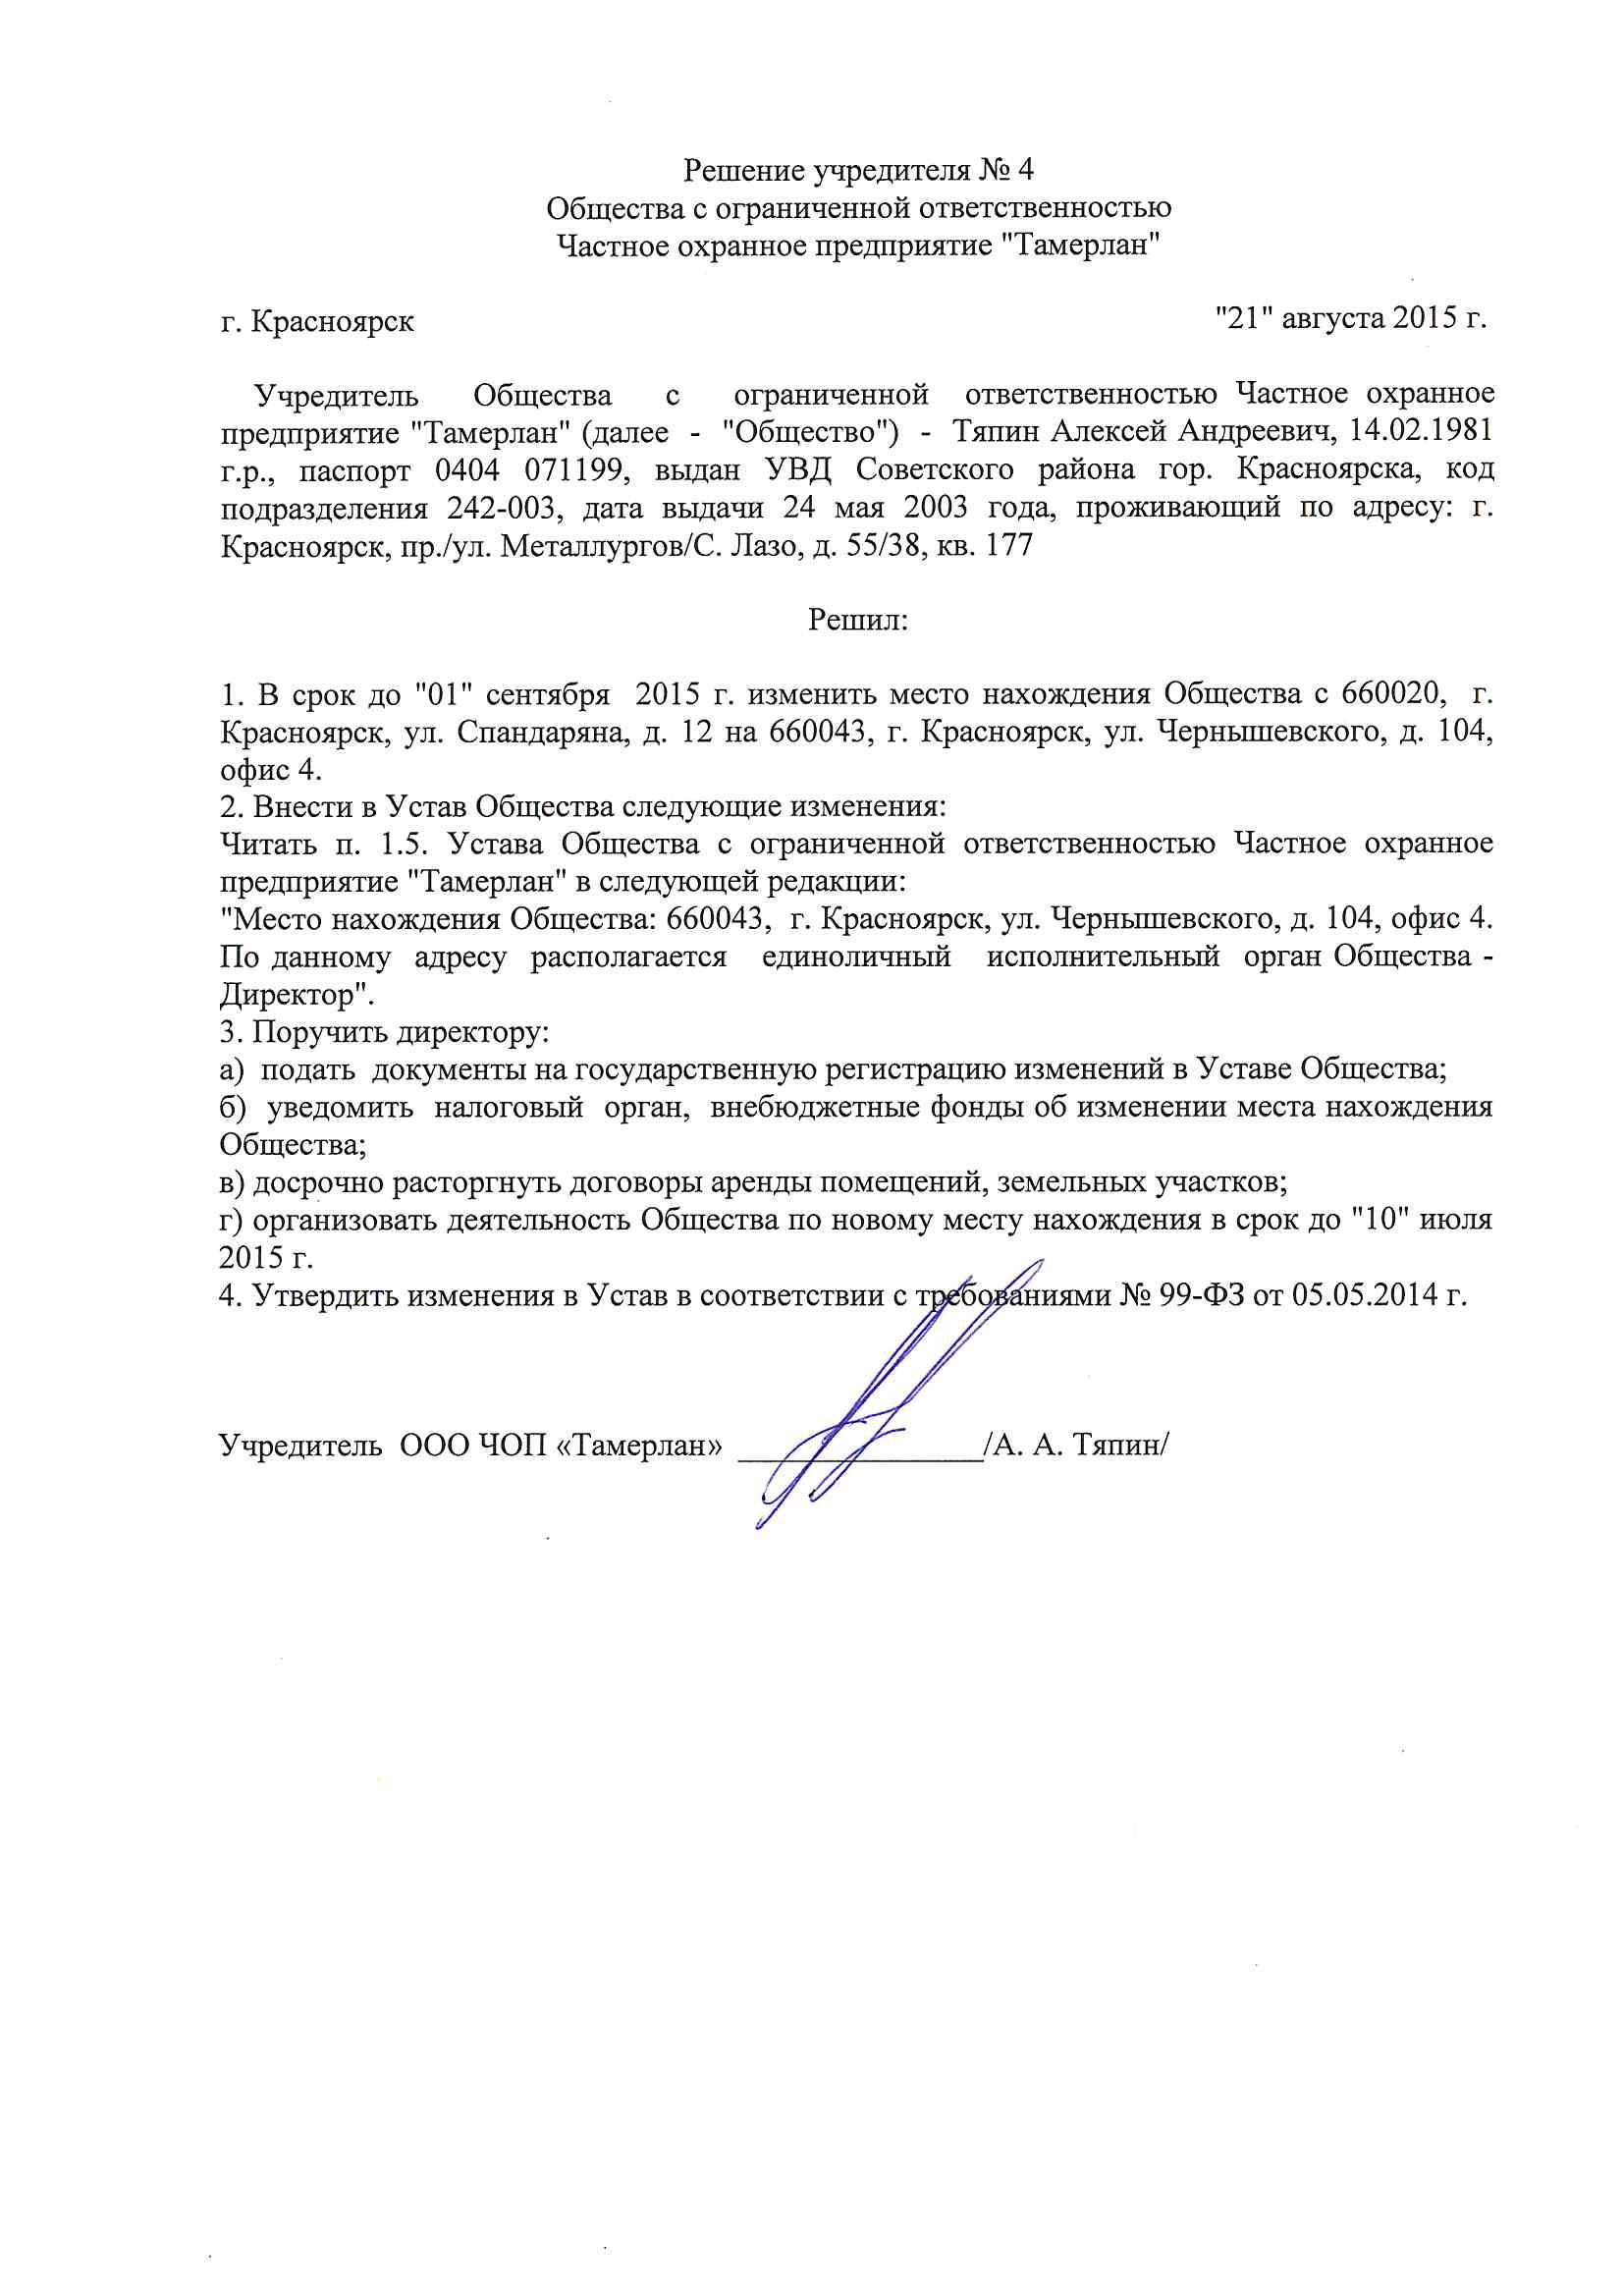 Решение учредителя № 4
Общества с ограниченной ответственностью
Частное охранное предприятие "Тамерлан"
г. Красноярск "21" августа 2015 г.
Учредитель Общества с ограниченной ответственностью Частное охранное
предприятие "Тамерлан" (далее - "Общество") - Тяпин Алексей Андреевич, 14.02.1981
г.р., паспорт 0404 071199, выдан УВД Советского района гор. Красноярска, код
подразделения 242-003, дата выдачи 24 мая 2003 года, проживающий по адресу: г.
Красноярск, пр./ул. Металлургов/С. Лазо, д. 55/38, кв. 177
Решил:
1. В срок до "01" сентября 2015 г. изменить место нахождения Общества с 660020, г.
Красноярск, ул. Спандаряна, д. 12 на 660043, г. Красноярск, ул. Чернышевского, д. 104,
офис 4.
2. Внести в Устав Общества следующие изменения:
Читать п. 1.5. Устава Общества с ограниченной ответственностью Частное охранное
предприятие "Тамерлан" в следующей редакции:
"Место нахождения Общества: 660043, г. Красноярск, ул. Чернышевского, д. 104, офис 4.
По данному адресу располагается единоличный исполнительный орган Общества -
Директор".
3. Поручить директору:
а) подать документы на государственную регистрацию изменений в Уставе Общества;
б) уведомить налоговый орган, внебюджетные фонды об изменении места нахождения
Общества;
в) досрочно расторгнуть договоры аренды помещений, земельных участков;
г) организовать деятельность Общества по новому месту нахождения в срок до "10" июля
2015 г.
4. Утвердить изменения в Устав в соответствии с требованиями № 99-ФЗ от 05.05.2014 г.
Учредитель ООО ЧОП «Тамерлан» _______________/А. А. Тяпин/